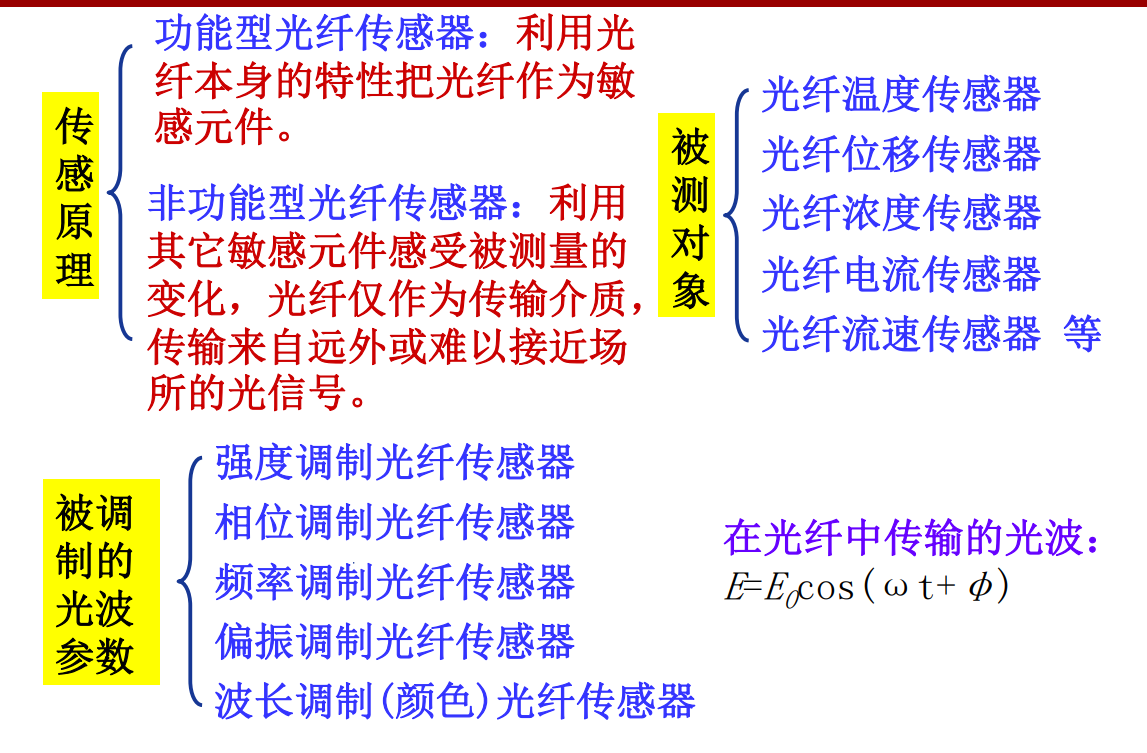 传
感
原
理
功能型光纤传感器：利用光
纤本身的特性把光纤作为敏
感元件。
非功能型光纤传感器：利用
其它敏感元件感受被测量的
变化，光纤仅作为传输介质，
传输来自远外或难以接近场
所的光信号。
被
测
对
象
光纤温度传感器
光纤位移传感器
光纤浓度传感器
光纤电流传感器
光纤流速传感器 等
被调
制的
光波
参数
强度调制光纤传感器
相位调制光纤传感器
频率调制光纤传感器
偏振调制光纤传感器
波长调制(颜色)光纤传感器
在光纤中传输的光波：
E=E₀cos(ωt+ϕ)